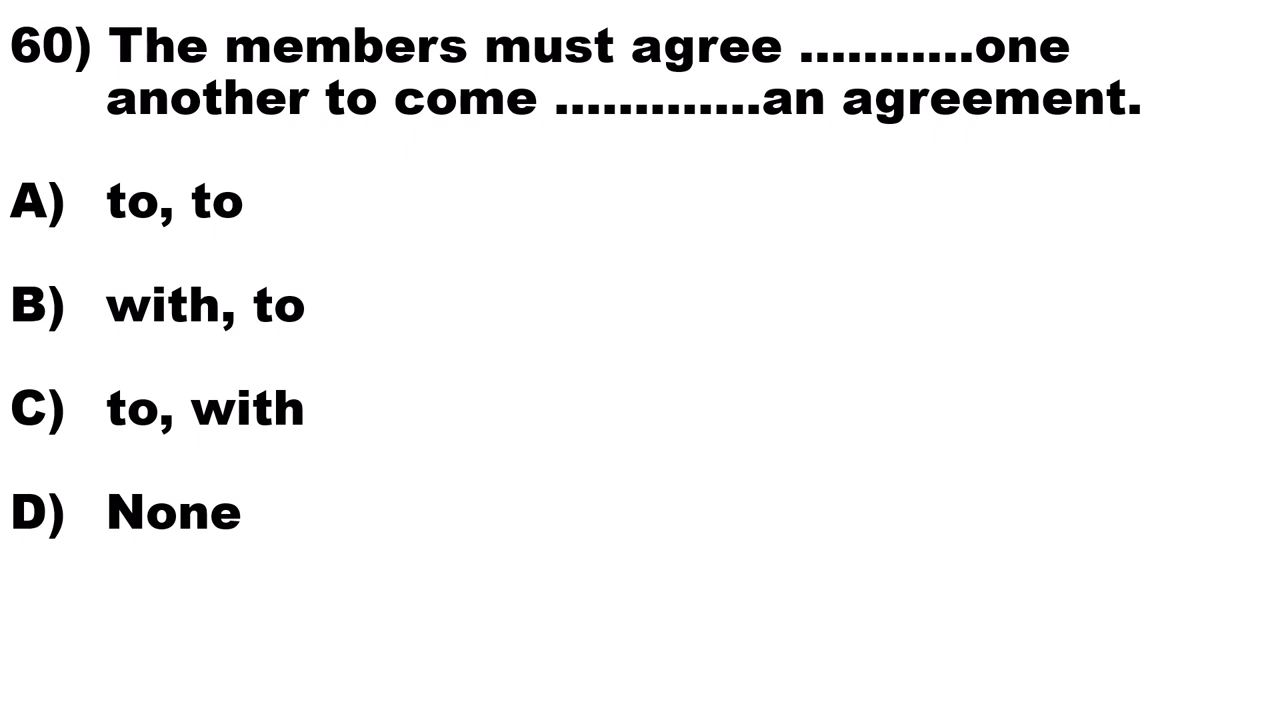 60) The members must agree ...........one
another to come .............an agreement.
A) to, to
B) with, to
C) to, with
D) None